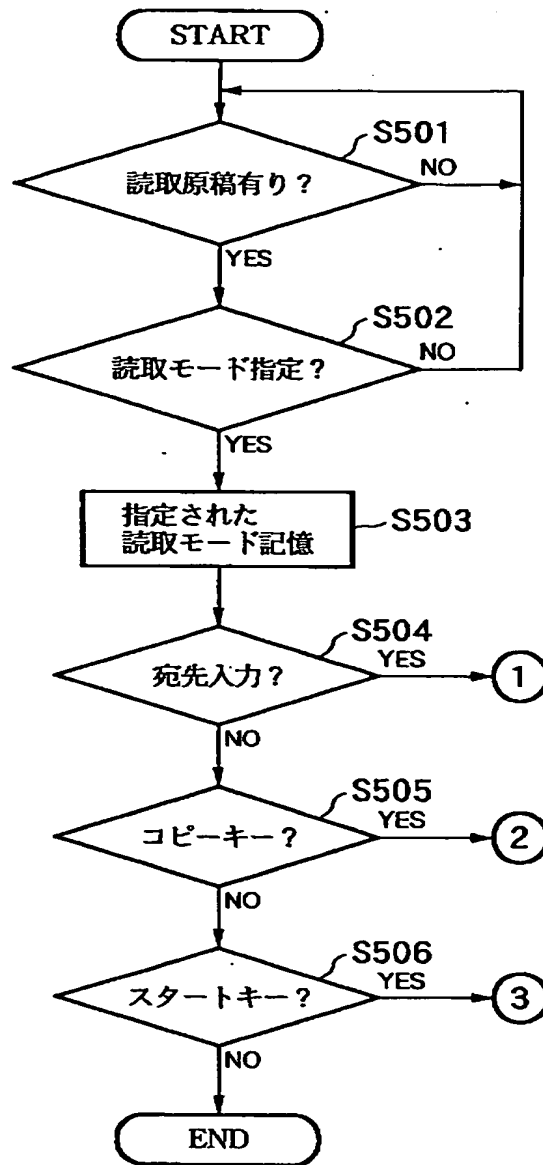 START
S501
読取原稿有り?
NO
YES
S502
読取モード指定?
NO
YES
指定された
読取モード記憶
S503
S504
宛先入力?
YES
1
NO
S505
コピーキー?
YES
2
NO
S506
スタートキー?
YES
3
NO
END